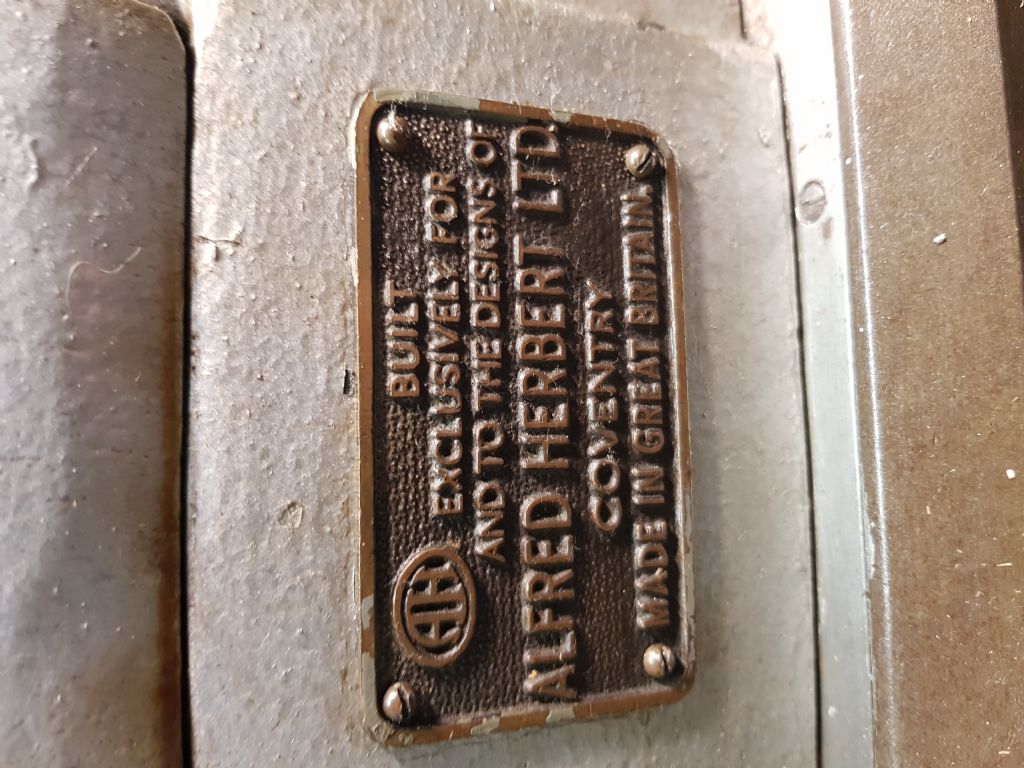 AH
BUILT
EXCLUSIVELY FOR
AND TO THE DESIGNS OF
ALFRED HERBERT LTD.
COVENTRY
MADE IN GREAT BRITAIN.